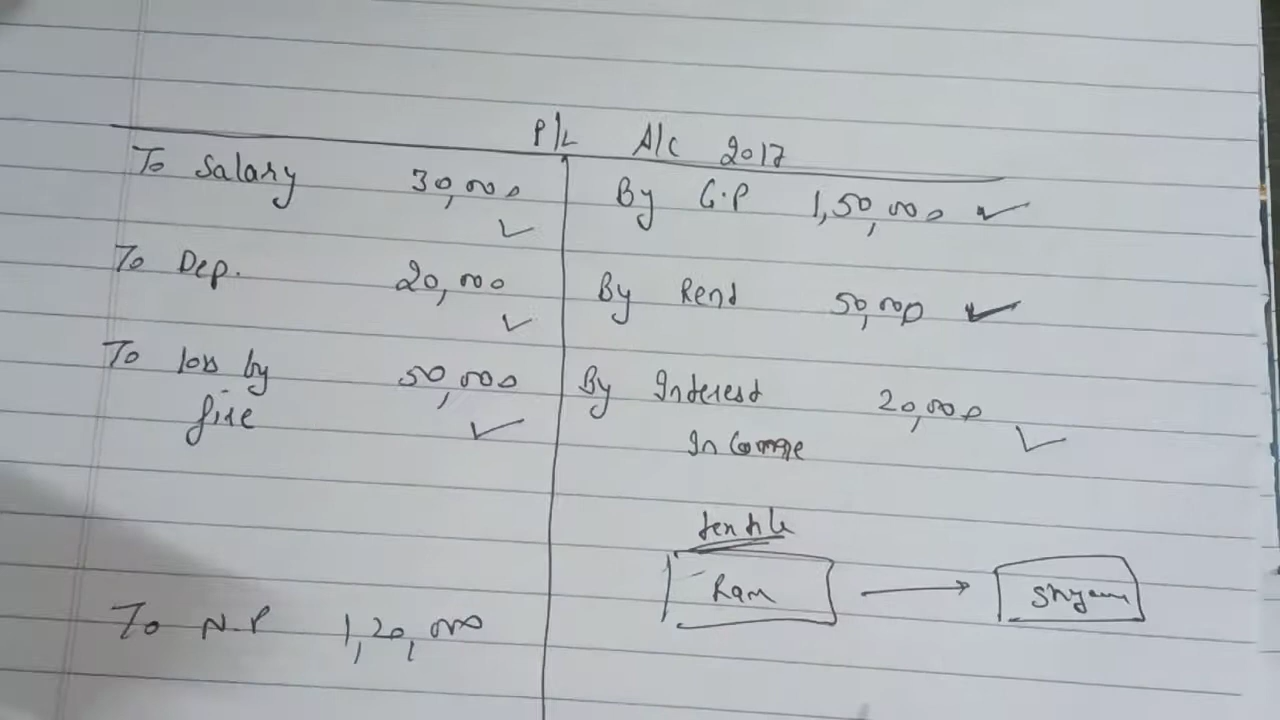 P/L A/C 2017
To Salary 30,000 By G.P 1,50,000
To Dep. 20,000 By Rent 50,000
To loss by 50,000 By Interest 20,000
fire Income
textile
Ram Shyam
To N.P 1,20,000